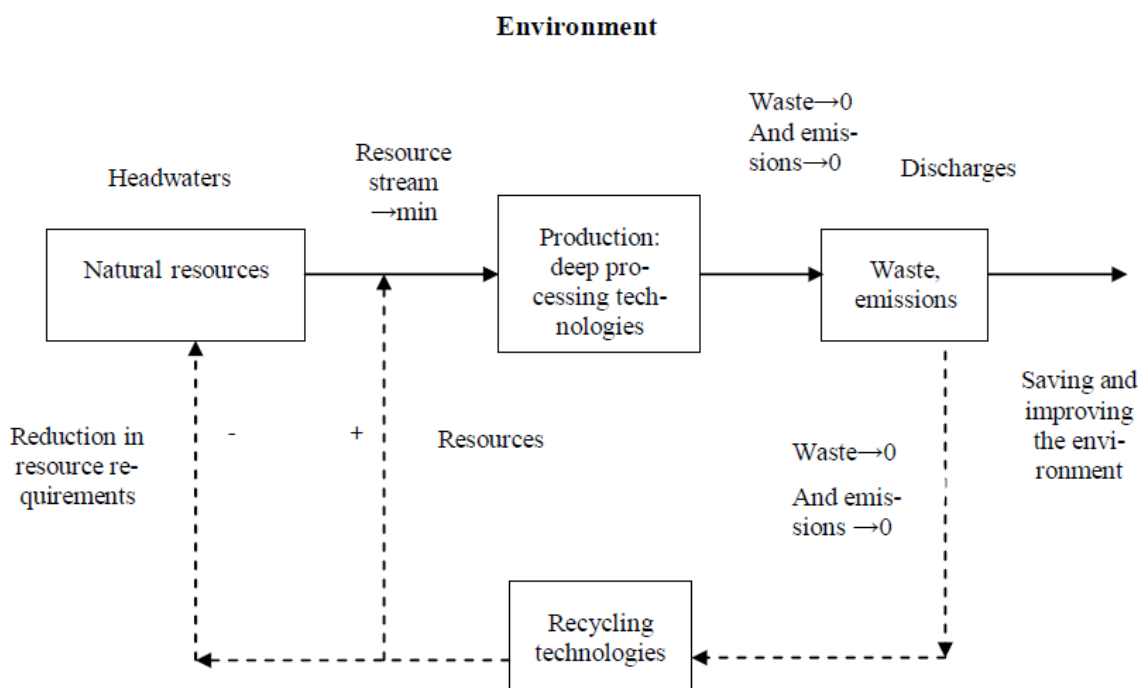 Environment
Waste→0
And emis-
sions→0
Resource
stream
→min
Headwaters
Discharges
Natural resources
Production:
deep pro-
cessing tech-
nologies
Waste,
emissions
Reduction in
resource re-
quirements
-
+
Resources
Waste→0
And emis-
sions →0
Saving and
improving
the envi-
ronment
Recycling
technologies